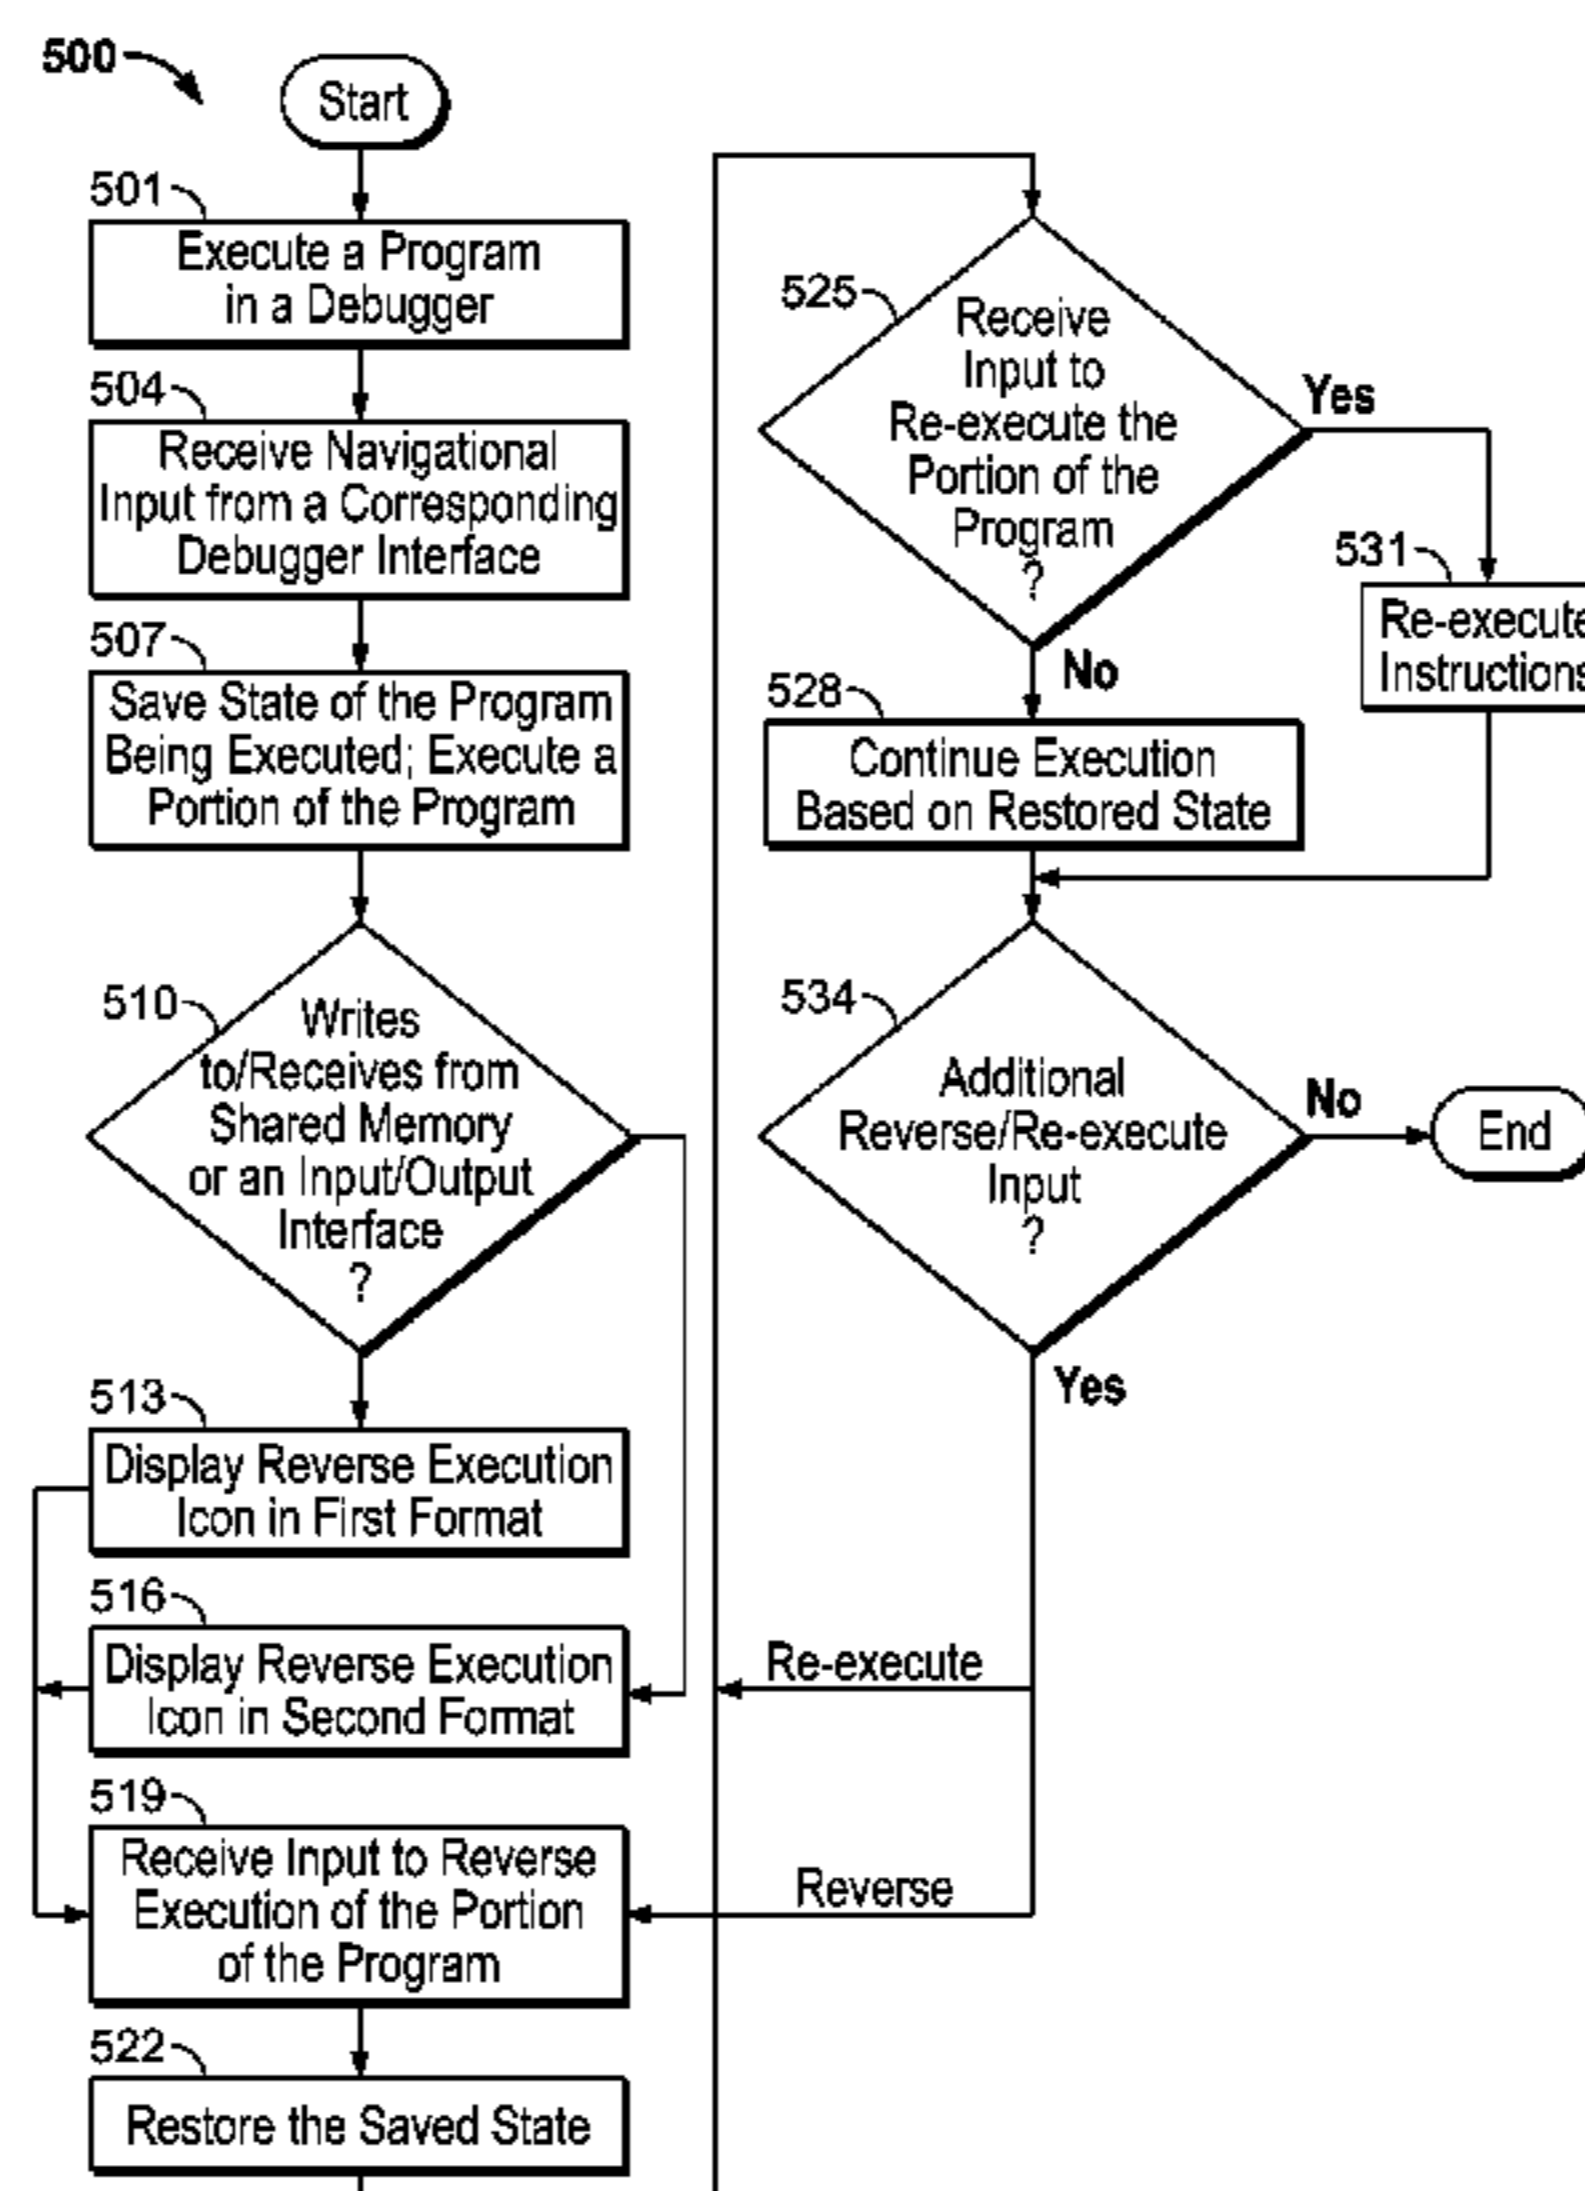 500
Start
501
Execute a Program
in a Debugger
504
Receive Navigational
Input from a Corresponding
Debugger Interface
507
Save State of the Program
Being Executed; Execute a
Portion of the Program
510
Writes
to/Receives from
Shared Memory
or an Input/Output
Interface
?
513
Display Reverse Execution
Icon in First Format
516
Display Reverse Execution
Icon in Second Format
519
Receive Input to Reverse
Execution of the Portion
of the Program
522
Restore the Saved State
525
Receive
Input to
Re-execute the
Portion of the
Program
?
Yes
No
531
Re-execute
Instructions
528
Continue Execution
Based on Restored State
534
Additional
Reverse/Re-execute
Input
?
No
End
Yes
Re-execute
Reverse